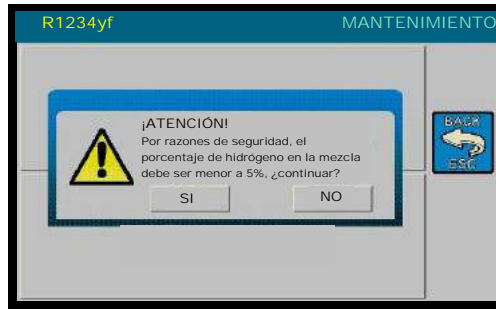 R1234yf MANTENIMIENTO
¡ATENCIÓN!
Por razones de seguridad, el
porcentaje de hidrógeno en la mezcla
debe ser menor a 5%, ¿continuar?
SI NO
BACK
ESC